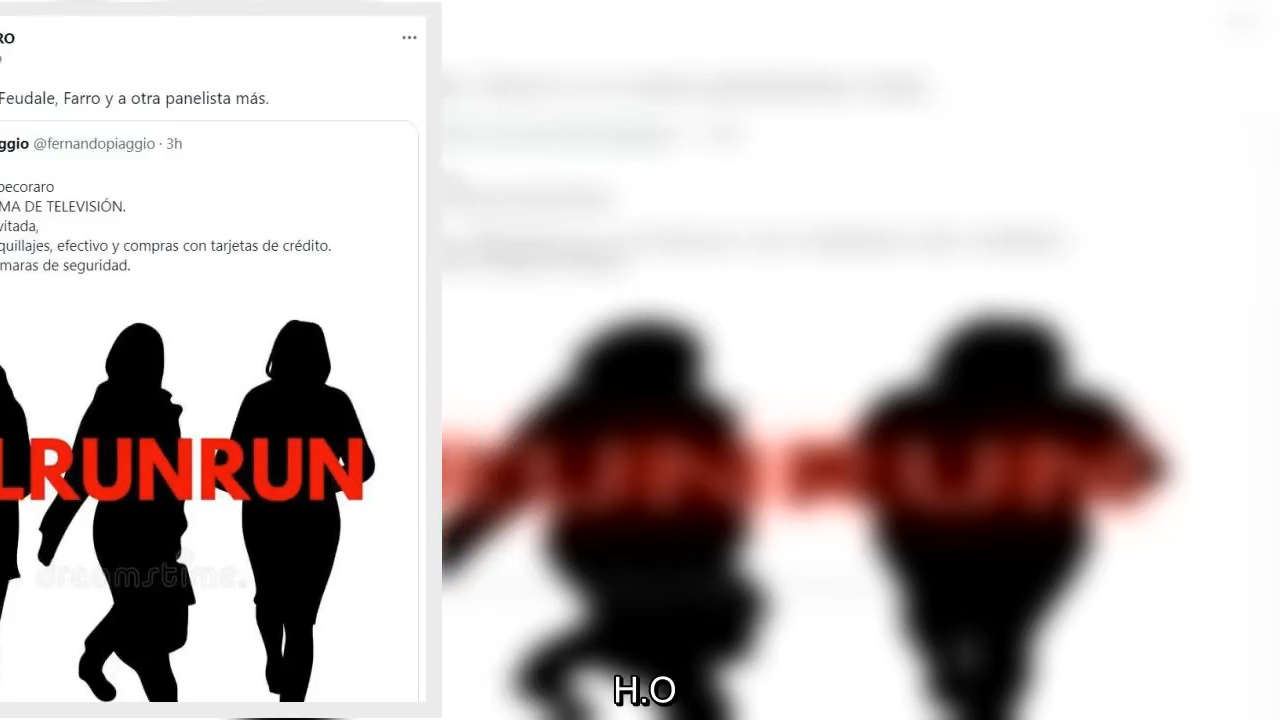 RO
Feudale, Farro y a otra panelista más.
ggio @fernandopiaggio · 3h
pecoraro
MA DE TELEVISIÓN.
vitada,
quillajes, efectivo y compras con tarjetas de crédito.
maras de seguridad.
LRUNRUN
dreamstime.
H.O